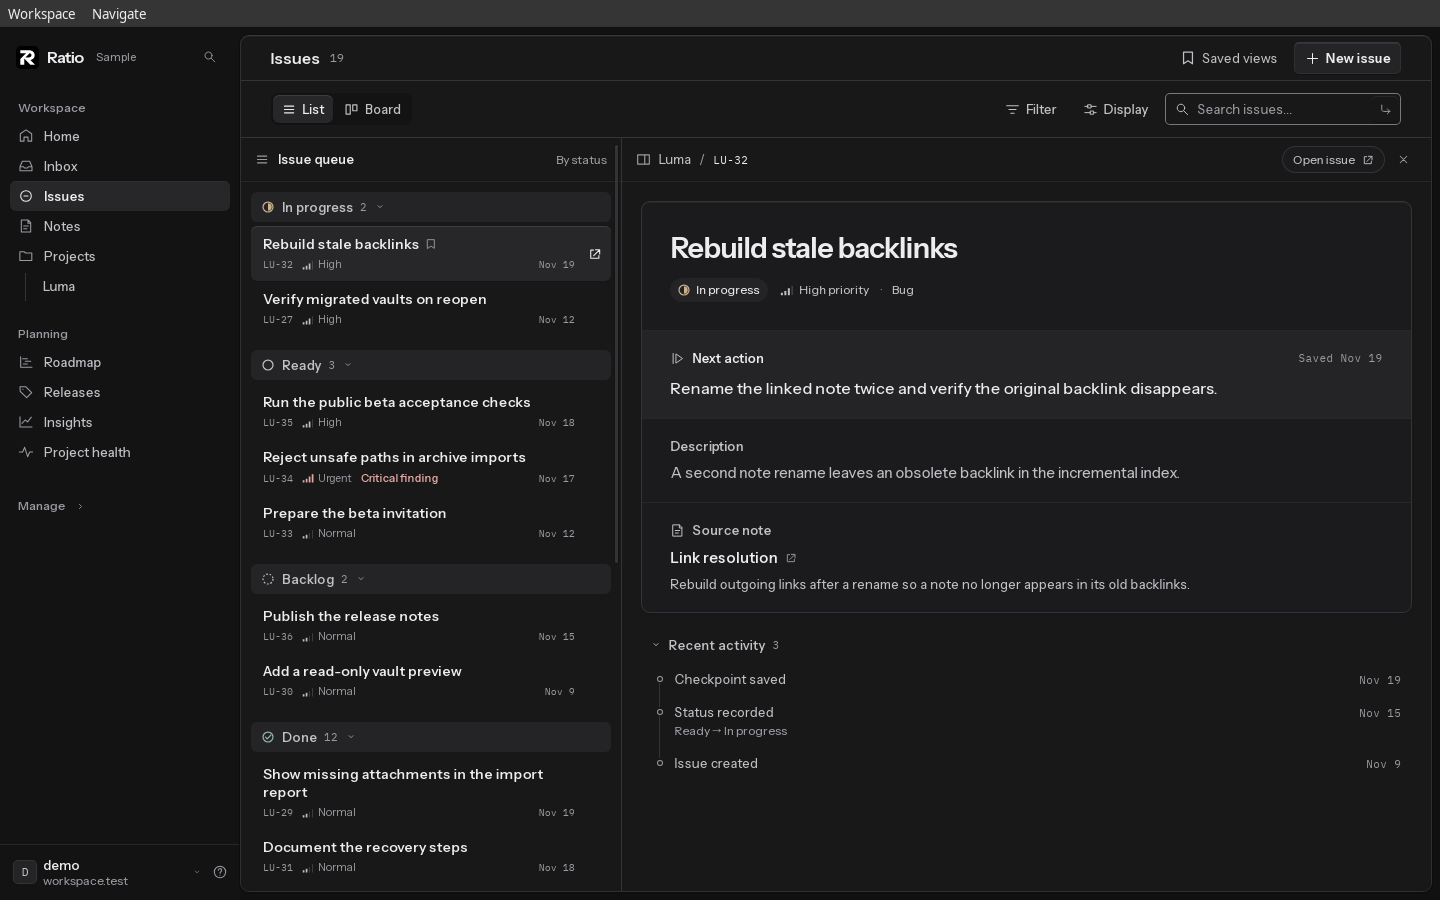 Workspace Navigate
Ratio Sample
Workspace
Home
Inbox
Issues
Notes
Projects
Luma
Planning
Roadmap
Releases
Insights
Project health
Manage
D demo
workspace.test
Issues 19
Saved views New issue
List Board
Filter Display Search issues...
Issue queue By status
In progress 2
Rebuild stale backlinks
LU-32 High Nov 19
Verify migrated vaults on reopen
LU-27 High Nov 12
Ready 3
Run the public beta acceptance checks
LU-35 High Nov 18
Reject unsafe paths in archive imports
LU-34 Urgent Critical finding Nov 17
Prepare the beta invitation
LU-33 Normal Nov 12
Backlog 2
Publish the release notes
LU-36 Normal Nov 15
Add a read-only vault preview
LU-30 Normal Nov 9
Done 12
Show missing attachments in the import
report
LU-29 Normal Nov 19
Document the recovery steps
LU-31 Normal Nov 18
Luma / LU-32 Open issue
Rebuild stale backlinks
In progress High priority · Bug
Next action Saved Nov 19
Rename the linked note twice and verify the original backlink disappears.
Description
A second note rename leaves an obsolete backlink in the incremental index.
Source note
Link resolution
Rebuild outgoing links after a rename so a note no longer appears in its old backlinks.
Recent activity 3
Checkpoint saved Nov 19
Status recorded Nov 15
Ready → In progress
Issue created Nov 9